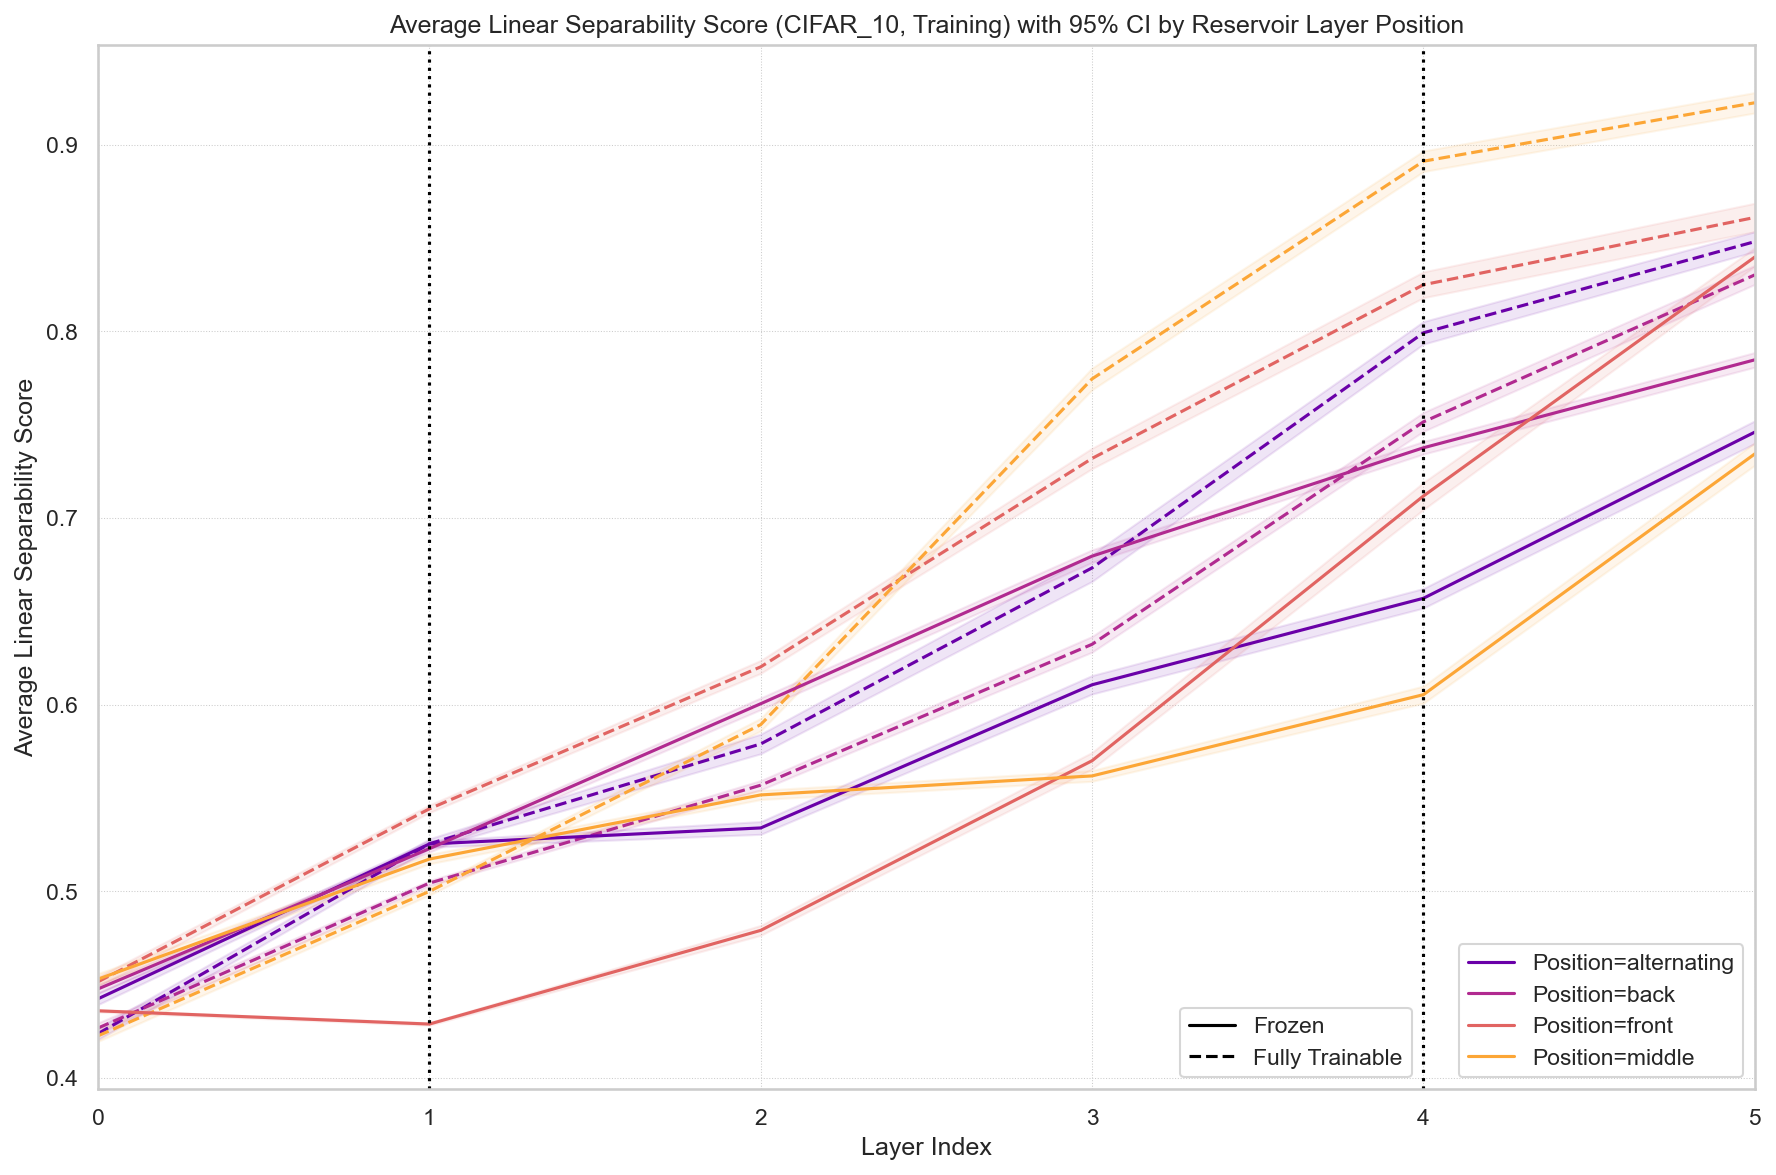 Average Linear Separability Score (CIFAR_10, Training) with 95% CI by Reservoir Layer Position
Average Linear Separability Score
0.9
0.8
0.7
0.6
0.5
0.4
Frozen
Fully Trainable
Position=alternating
Position=back
Position=front
Position=middle
0 1 2 3 4 5
Layer Index